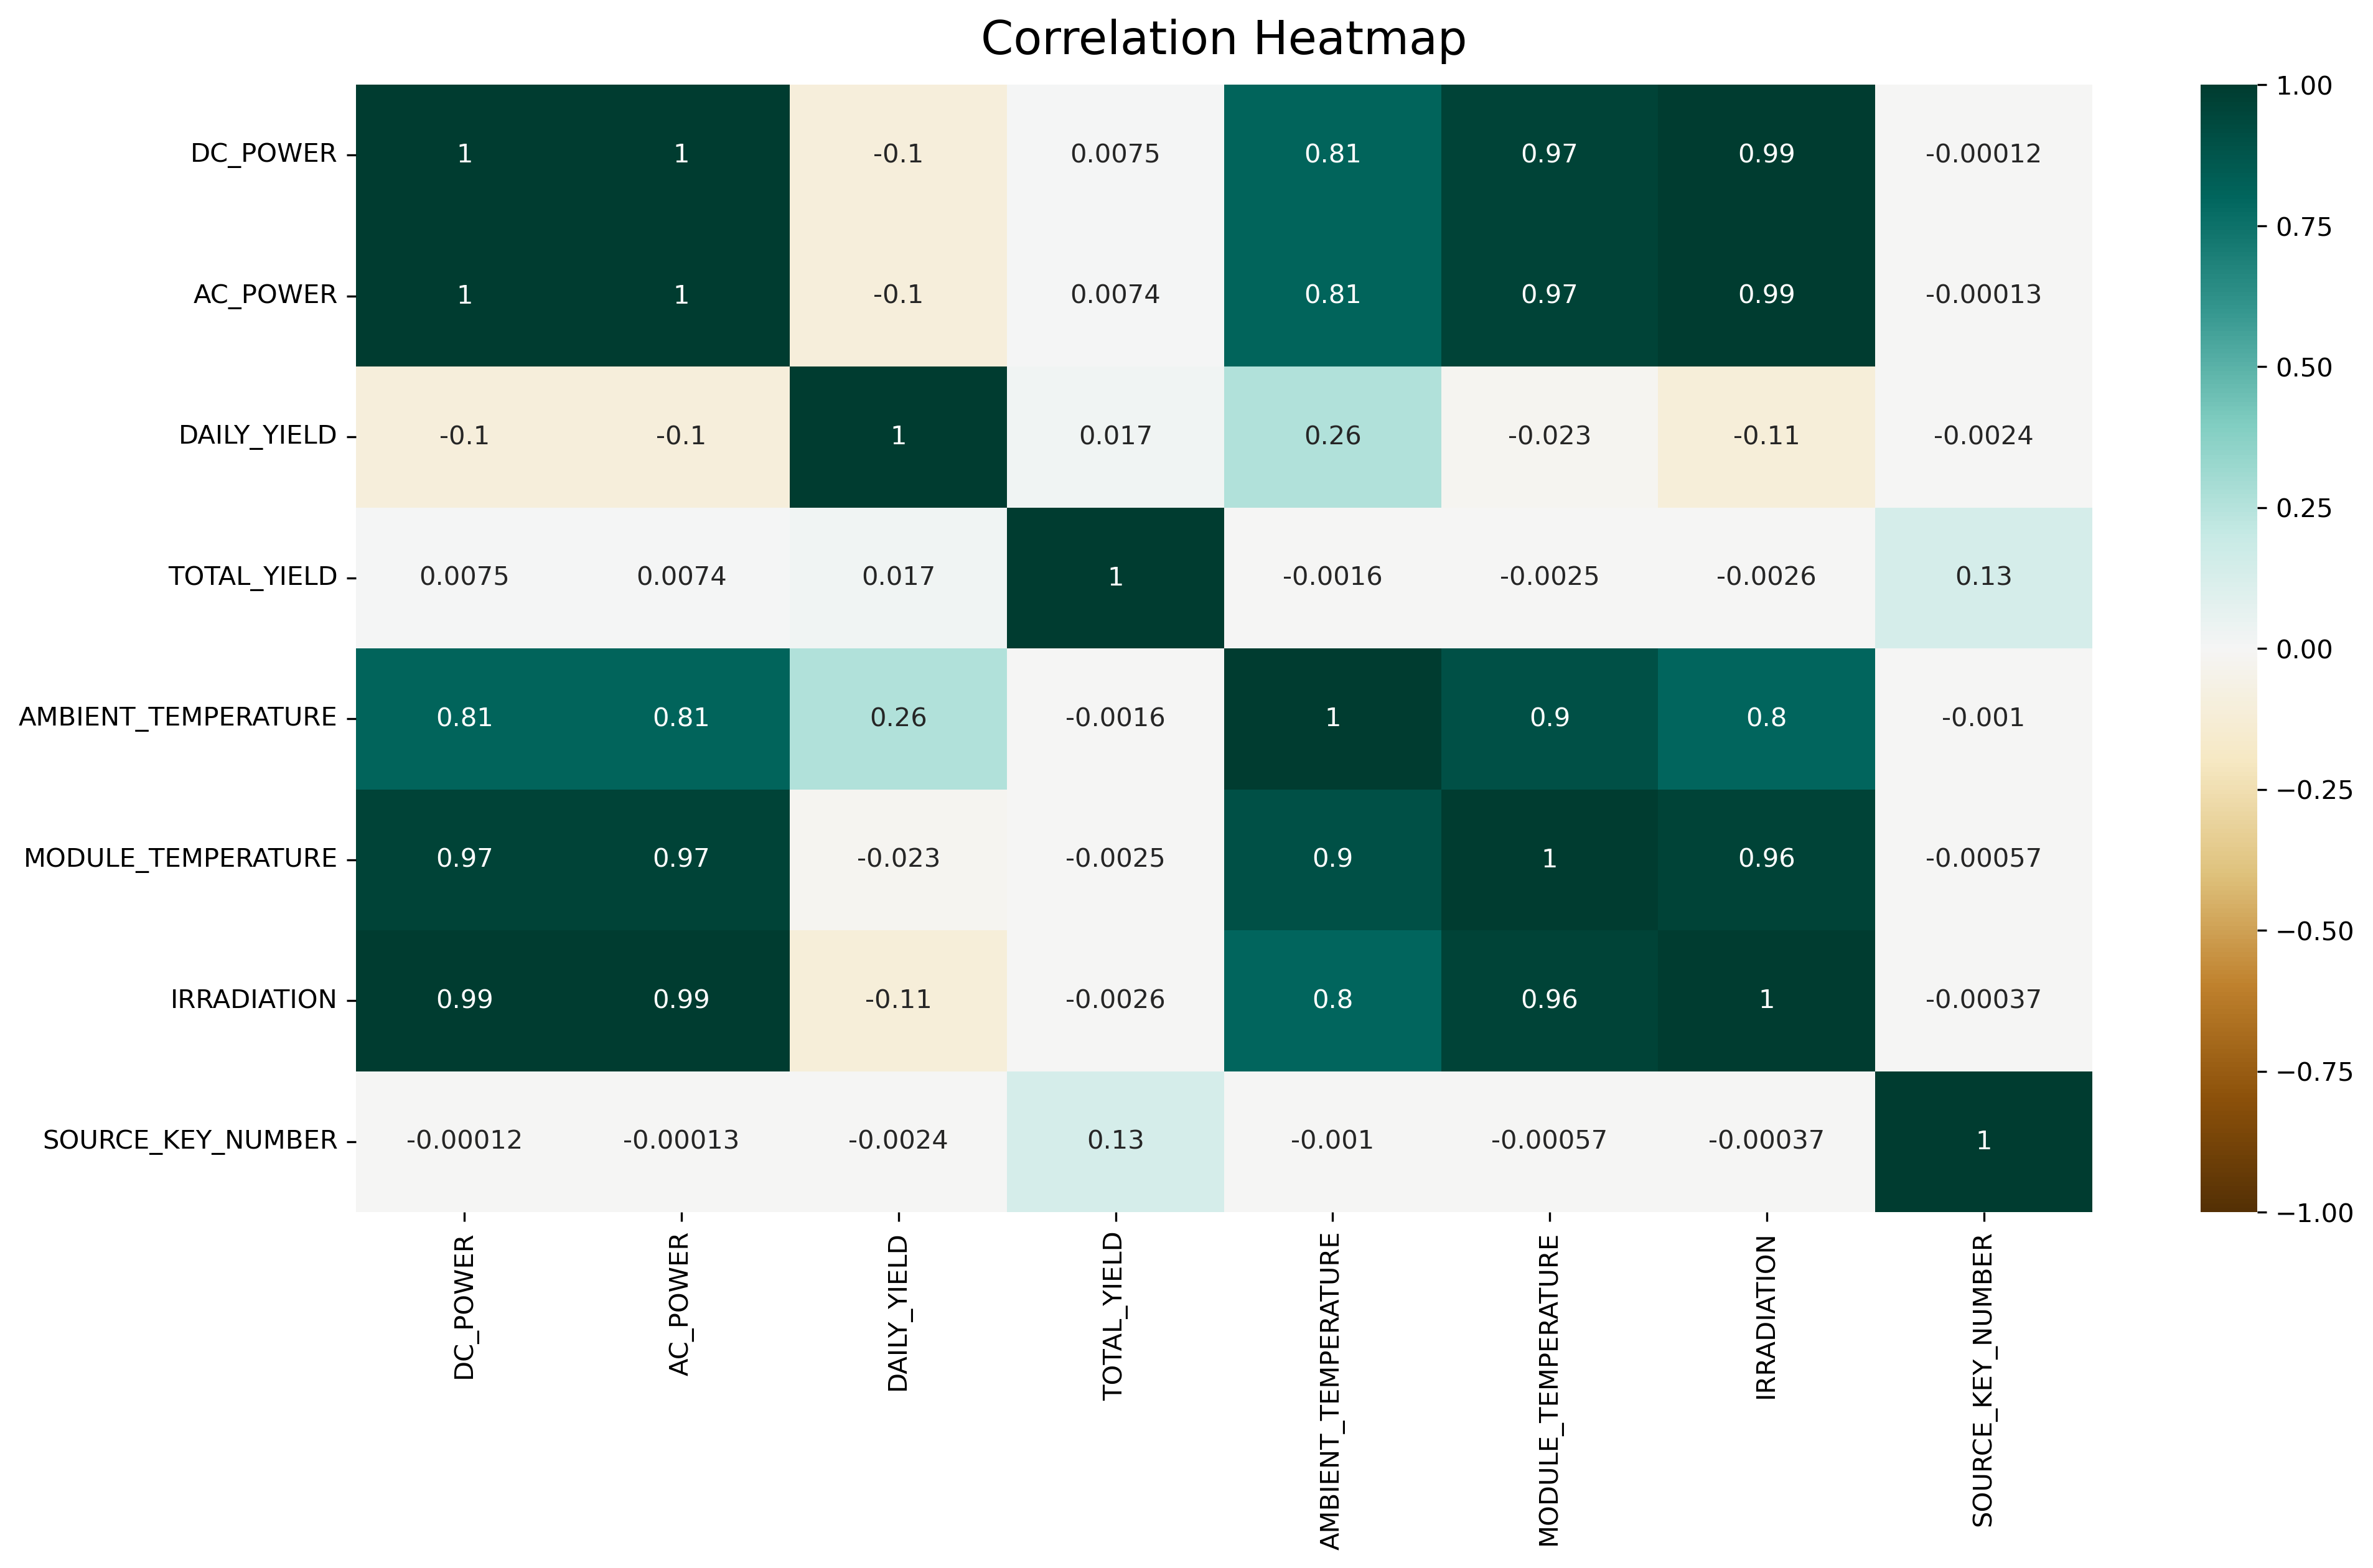 Correlation Heatmap
DC_POWER 1 1 -0.1 0.0075 0.81 0.97 0.99 -0.00012
AC_POWER 1 1 -0.1 0.0074 0.81 0.97 0.99 -0.00013
DAILY_YIELD -0.1 -0.1 1 0.017 0.26 -0.023 -0.11 -0.0024
TOTAL_YIELD 0.0075 0.0074 0.017 1 -0.0016 -0.0025 -0.0026 0.13
AMBIENT_TEMPERATURE 0.81 0.81 0.26 -0.0016 1 0.9 0.8 -0.001
MODULE_TEMPERATURE 0.97 0.97 -0.023 -0.0025 0.9 1 0.96 -0.00057
IRRADIATION 0.99 0.99 -0.11 -0.0026 0.8 0.96 1 -0.00037
SOURCE_KEY_NUMBER -0.00012 -0.00013 -0.0024 0.13 -0.001 -0.00057 -0.00037 1
DC_POWER
AC_POWER
DAILY_YIELD
TOTAL_YIELD
AMBIENT_TEMPERATURE
MODULE_TEMPERATURE
IRRADIATION
SOURCE_KEY_NUMBER
1.00
0.75
0.50
0.25
0.00
−0.25
−0.50
−0.75
−1.00